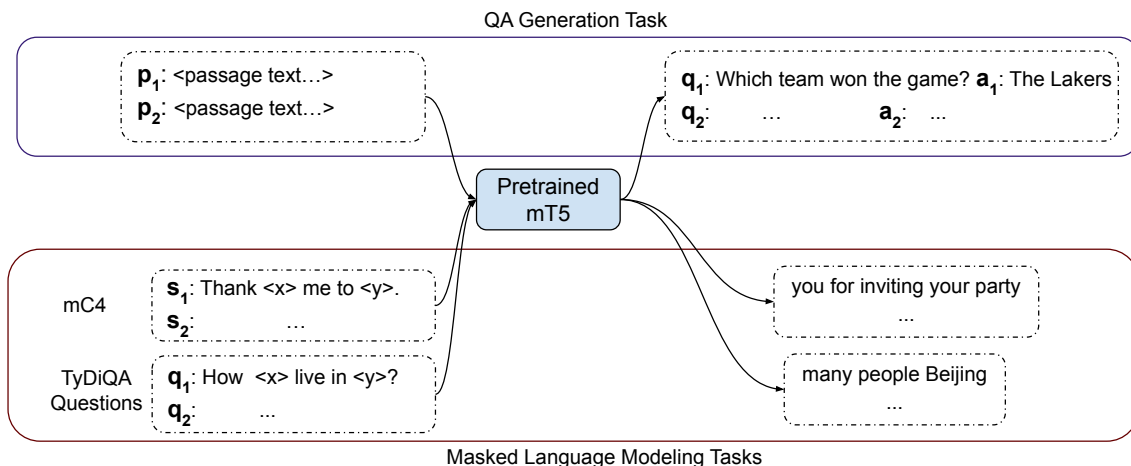 QA Generation Task
p1: <passage text…>
p2: <passage text…>
q1: Which team won the game? a1: The Lakers
q2: … a2: ...
Pretrained
mT5
mC4
s1: Thank <x> me to <y>.
s2: …
you for inviting your party
...
TyDiQA
Questions
q1: How <x> live in <y>?
q2: ...
many people Beijing
...
Masked Language Modeling Tasks